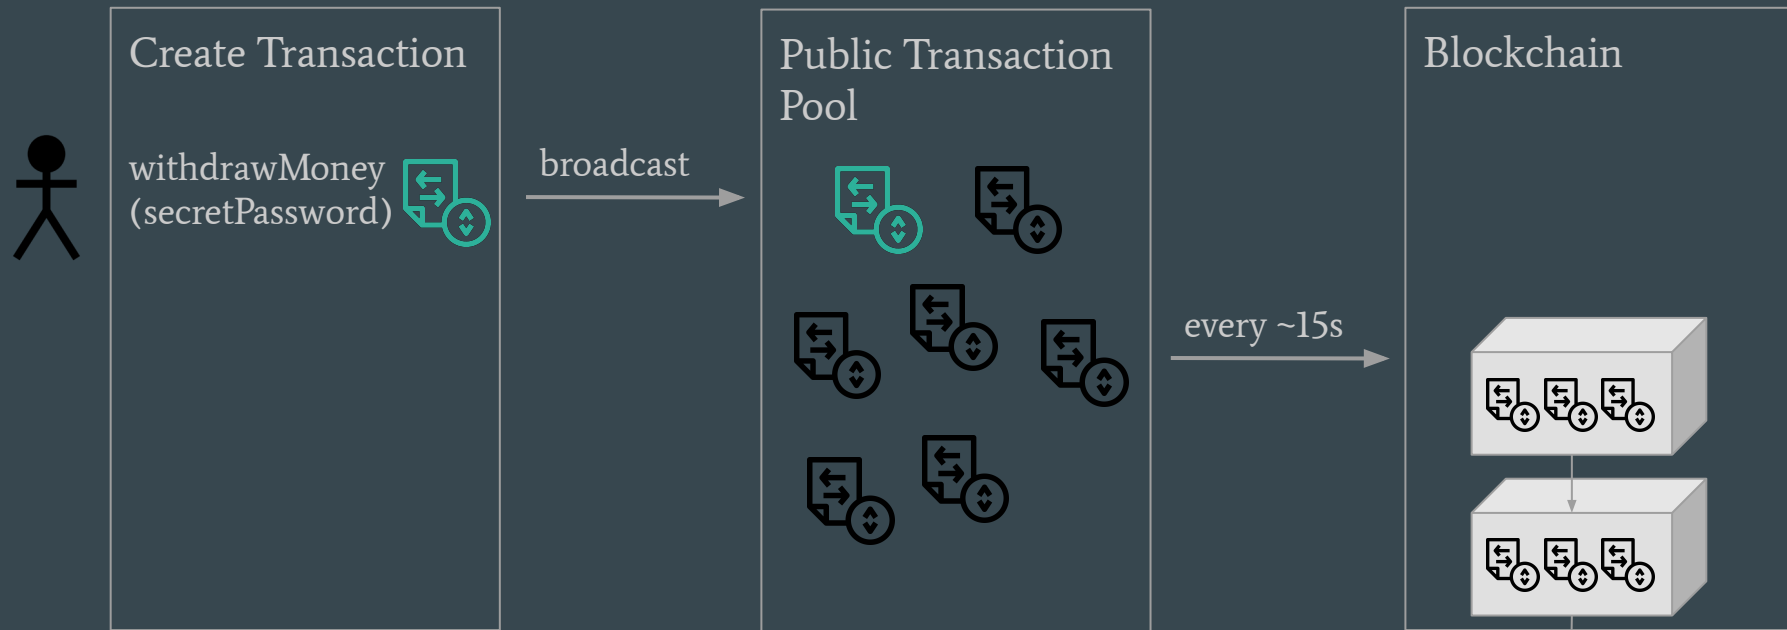 Create Transaction
withdrawMoney
(secretPassword)
broadcast
Public Transaction
Pool
every ~15s
Blockchain